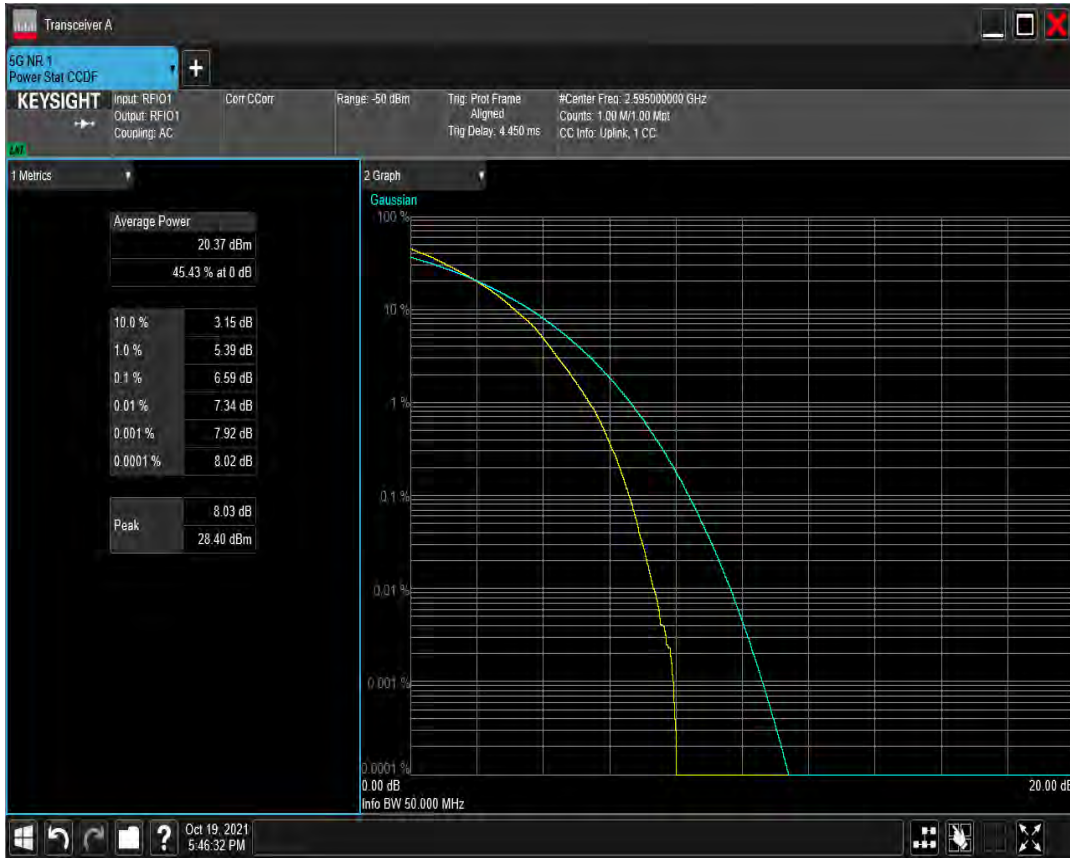 Transceiver A
5G NR 1
Power Stat CCDF
+
KEYSIGHT
Input: RFIO1
Output: RFIO1
Coupling: AC
Corr CCorr
Range: -50 dBm
Trig: Prot Frame
Aligned
Trig Delay: 4.450 ms
#Center Freq: 2.595000000 GHz
Counts: 1.00 M/1.00 Mpt
CC Info: Uplink, 1 CC
1 Metrics
Average Power
20.37 dBm
45.43 % at 0 dB
10.0 % 3.15 dB
1.0 % 5.39 dB
0.1 % 6.59 dB
0.01 % 7.34 dB
0.001 % 7.92 dB
0.0001 % 8.02 dB
Peak
8.03 dB
28.40 dBm
2 Graph
Gaussian
100 %
10 %
1 %
0.1 %
0.01 %
0.001 %
0.0001 %
0.00 dB
20.00 dB
Info BW 50.000 MHz
?
Oct 19, 2021
5:46:32 PM